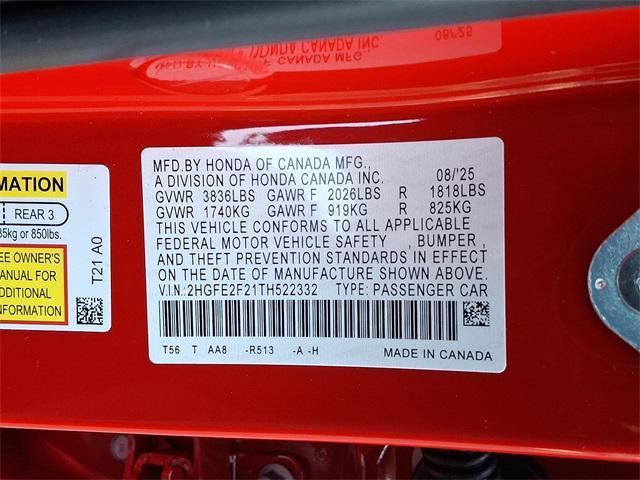 MATION
REAR 3
35kg or 850lbs.
EE OWNER'S
ANUAL FOR
DDITIONAL
NFORMATION
T21 A0
MFD.BY HONDA OF CANADA MFG.,
A DIVISION OF HONDA CANADA INC. 08/'25
GVWR 3836LBS GAWR F 2026LBS R 1818LBS
GVWR 1740KG GAWR F 919KG R 825KG
THIS VEHICLE CONFORMS TO ALL APPLICABLE
FEDERAL MOTOR VEHICLE SAFETY , BUMPER ,
AND THEFT PREVENTION STANDARDS IN EFFECT
ON THE DATE OF MANUFACTURE SHOWN ABOVE.
V.I.N: 2HGFE2F21TH522332 TYPE: PASSENGER CAR
T56 T AA8 -R513 -A -H MADE IN CANADA